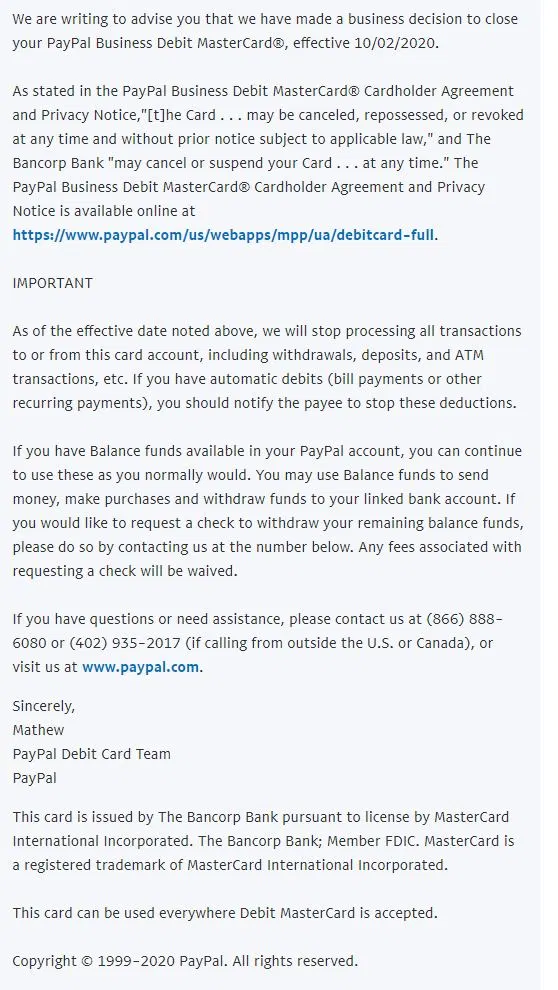 We are writing to advise you that we have made a business decision to close
your PayPal Business Debit MasterCard®, effective 10/02/2020.
As stated in the PayPal Business Debit MasterCard® Cardholder Agreement
and Privacy Notice,"[t]he Card . . . may be canceled, repossessed, or revoked
at any time and without prior notice subject to applicable law," and The
Bancorp Bank "may cancel or suspend your Card . . . at any time." The
PayPal Business Debit MasterCard® Cardholder Agreement and Privacy
Notice is available online at
https://www.paypal.com/us/webapps/mpp/ua/debitcard-full.
IMPORTANT
As of the effective date noted above, we will stop processing all transactions
to or from this card account, including withdrawals, deposits, and ATM
transactions, etc. If you have automatic debits (bill payments or other
recurring payments), you should notify the payee to stop these deductions.
If you have Balance funds available in your PayPal account, you can continue
to use these as you normally would. You may use Balance funds to send
money, make purchases and withdraw funds to your linked bank account. If
you would like to request a check to withdraw your remaining balance funds,
please do so by contacting us at the number below. Any fees associated with
requesting a check will be waived.
If you have questions or need assistance, please contact us at (866) 888-
6080 or (402) 935-2017 (if calling from outside the U.S. or Canada), or
visit us at www.paypal.com.
Sincerely,
Mathew
PayPal Debit Card Team
PayPal
This card is issued by The Bancorp Bank pursuant to license by MasterCard
International Incorporated. The Bancorp Bank; Member FDIC. MasterCard is
a registered trademark of MasterCard International Incorporated.
This card can be used everywhere Debit MasterCard is accepted.
Copyright © 1999-2020 PayPal. All rights reserved.